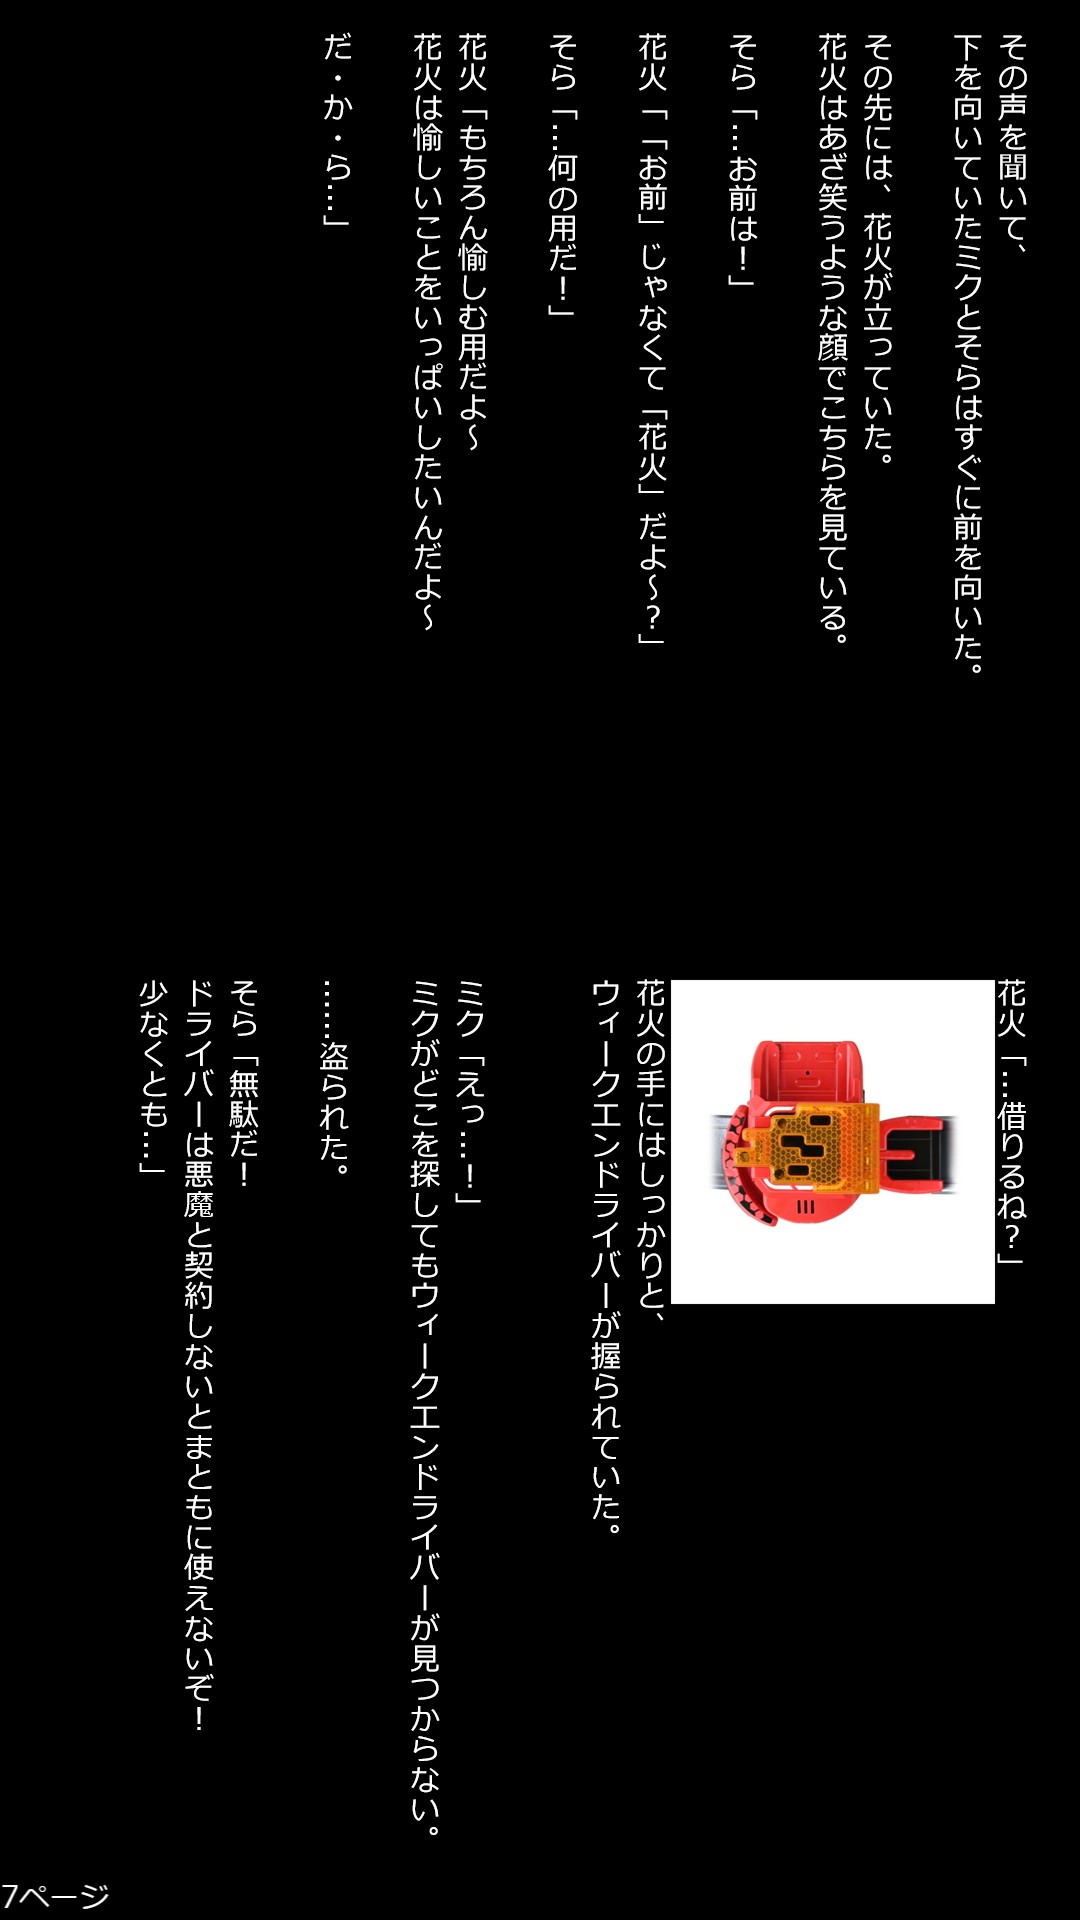 その声を聞いて、
下を向いていたミクとそらはすぐに前を向いた。
その先には、花火が立っていた。
花火はあざ笑うような顔でこちらを見ている。
そら「…お前は！」
花火「「お前」じゃなくて「花火」だよ～？」
そら「…何の用だ！」
花火「もちろん愉しむ用だよ～
花火は愉しいことをいっぱいしたいんだよ～
だ・か・ら…」
花火「…借りるね？」
花火の手にはしっかりと、
ウィークエンドライバーが握られていた。
ミク「えっ…！」
ミクがどこを探してもウィークエンドライバーが見つからない。
……盗られた。
そら「無駄だ！
ドライバーは悪魔と契約しないとまともに使えないぞ！
少なくとも…」
7ページ